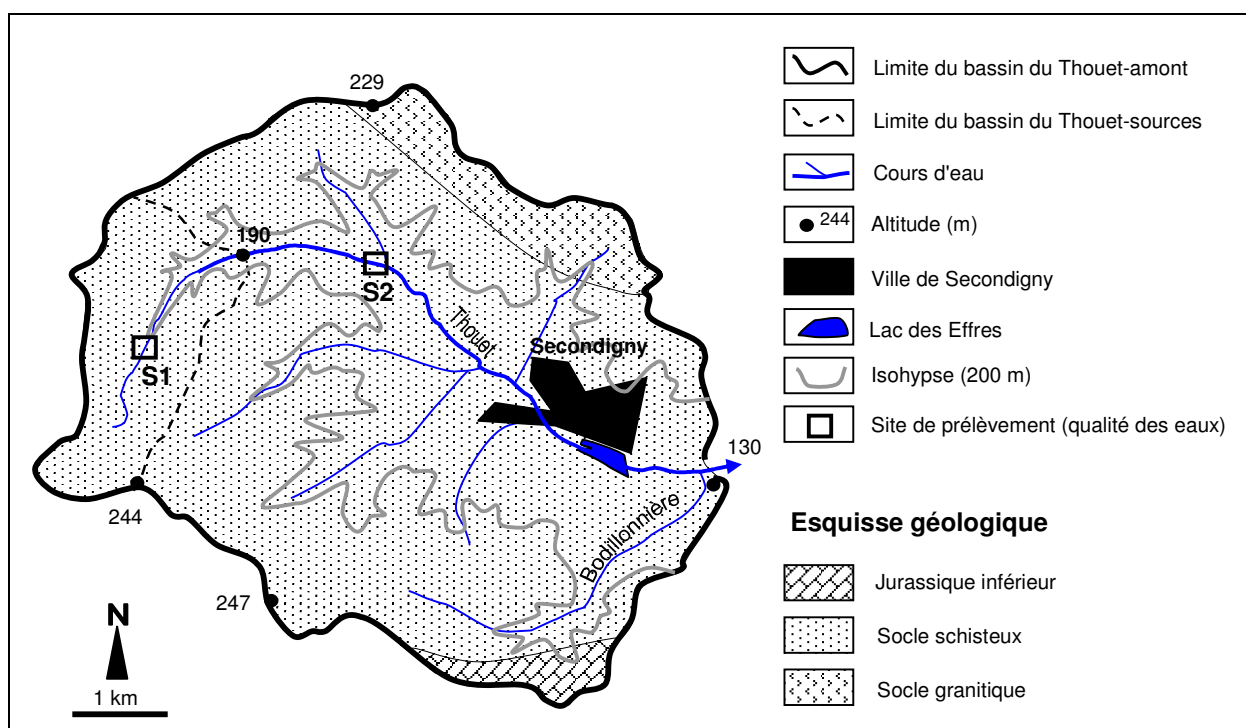 229
190
S2
Thouet
Secondigny
S1
130
244
Bodillonnière
247
N
1 km
Limite du bassin du Thouet-amont
Limite du bassin du Thouet-sources
Cours d'eau
244 Altitude (m)
Ville de Secondigny
Lac des Effres
Isohypse (200 m)
Site de prélèvement (qualité des eaux)
Esquisse géologique
Jurassique inférieur
Socle schisteux
Socle granitique